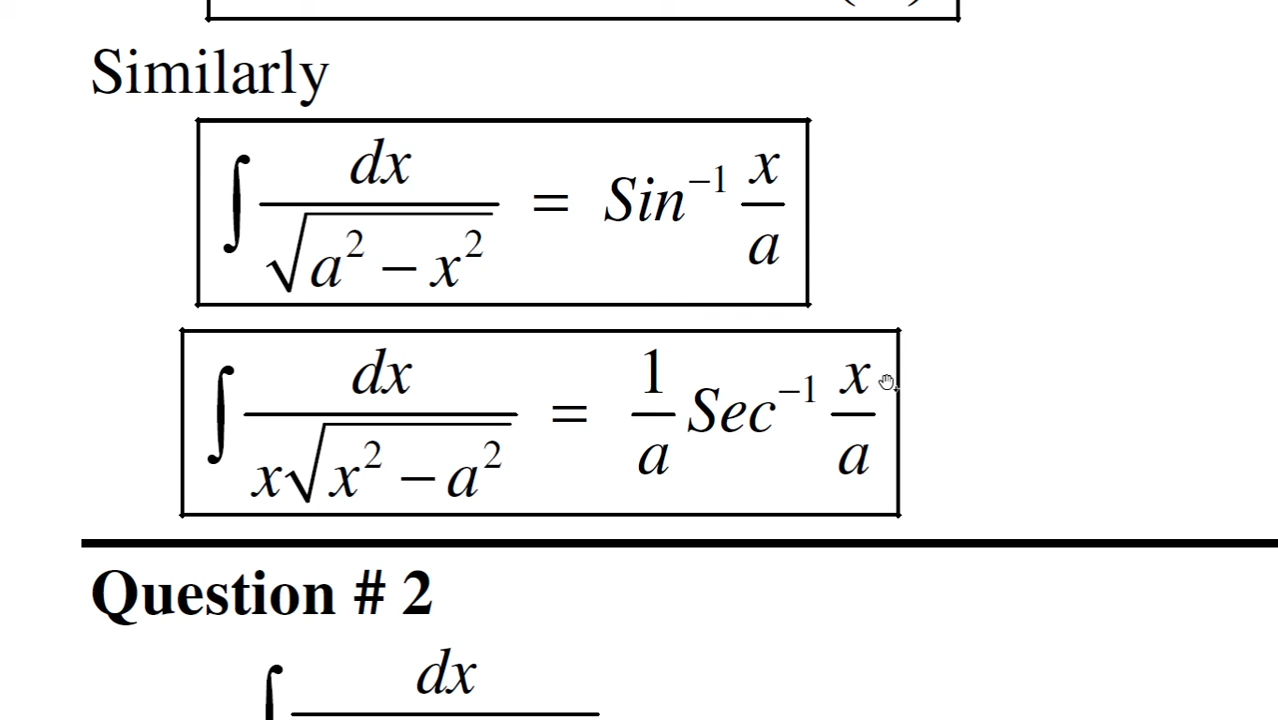 Similarly
∫ dx / √(a² − x²) = Sin⁻¹ x/a
∫ dx / (x√(x² − a²)) = 1/a Sec⁻¹ x/a
Question # 2
∫ dx